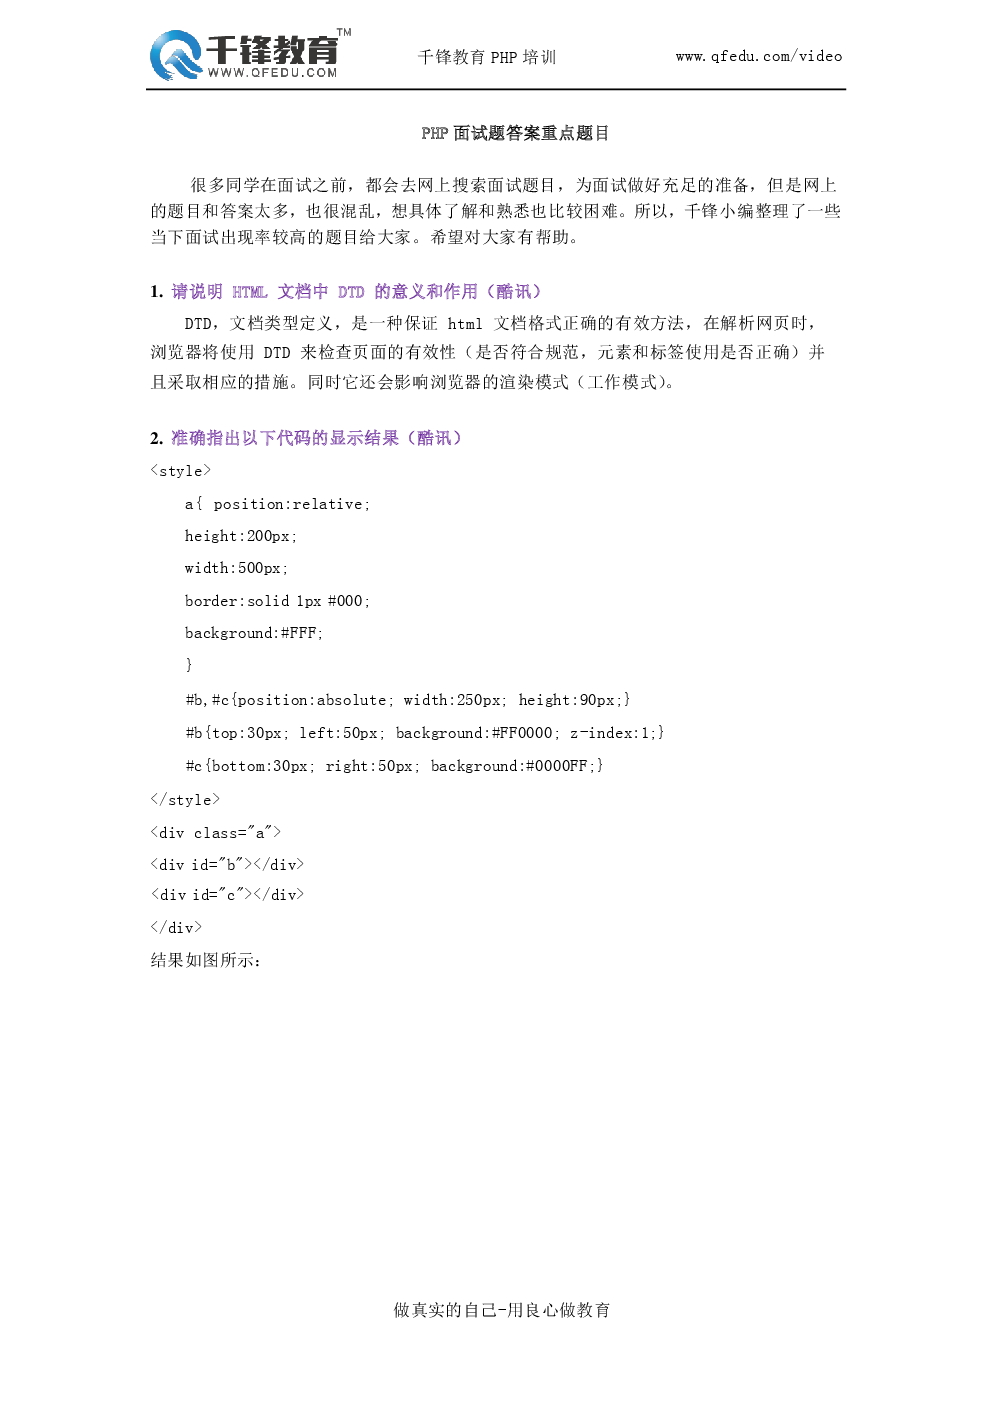 千锋教育TM
WWW.QFEDU.COM
千锋教育 PHP 培训
www.qfedu.com/video
PHP 面试题答案重点题目
很多同学在面试之前，都会去网上搜索面试题目，为面试做好充足的准备，但是网上
的题目和答案太多，也很混乱，想具体了解和熟悉也比较困难。所以，千锋小编整理了一些
当下面试出现率较高的题目给大家。希望对大家有帮助。
1. 请说明 HTML 文档中 DTD 的意义和作用（酷讯）
DTD，文档类型定义，是一种保证 html 文档格式正确的有效方法，在解析网页时，
浏览器将使用 DTD 来检查页面的有效性（是否符合规范，元素和标签使用是否正确）并
且采取相应的措施。同时它还会影响浏览器的渲染模式（工作模式）。
2. 准确指出以下代码的显示结果（酷讯）
<style>
a{ position:relative;
height:200px;
width:500px;
border:solid 1px #000;
background:#FFF;
}
#b,#c{position:absolute; width:250px; height:90px;}
#b{top:30px; left:50px; background:#FF0000; z-index:1;}
#c{bottom:30px; right:50px; background:#0000FF;}
</style>
<div class="a">
<div id="b"></div>
<div id="c"></div>
</div>
结果如图所示：
做真实的自己-用良心做教育